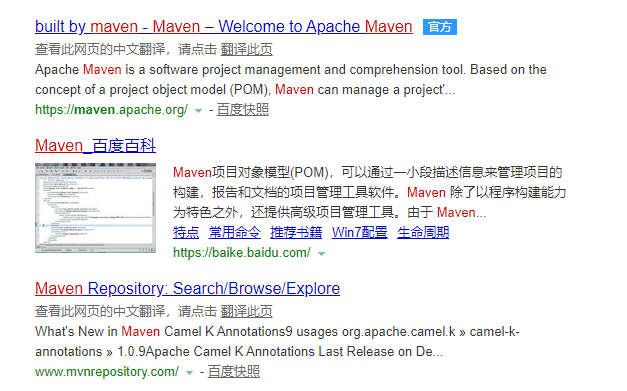 built by maven - Maven – Welcome to Apache Maven 官方
查看此网页的中文翻译，请点击 翻译此页
Apache Maven is a software project management and comprehension tool. Based on the
concept of a project object model (POM), Maven can manage a project'...
https://maven.apache.org/ - 百度快照
Maven_百度百科
Maven项目对象模型(POM)，可以通过一小段描述信息来管理项目的
构建，报告和文档的项目管理工具软件。Maven 除了以程序构建能力
为特色之外，还提供高级项目管理工具。由于 Maven...
特点 常用命令 推荐书籍 Win7配置 生命周期
https://baike.baidu.com/
Maven Repository: Search/Browse/Explore
查看此网页的中文翻译，请点击 翻译此页
What's New in Maven Camel K Annotations9 usages org.apache.camel.k » camel-k-
annotations » 1.0.9Apache Camel K Annotations Last Release on De...
www.mvnrepository.com/ - 百度快照